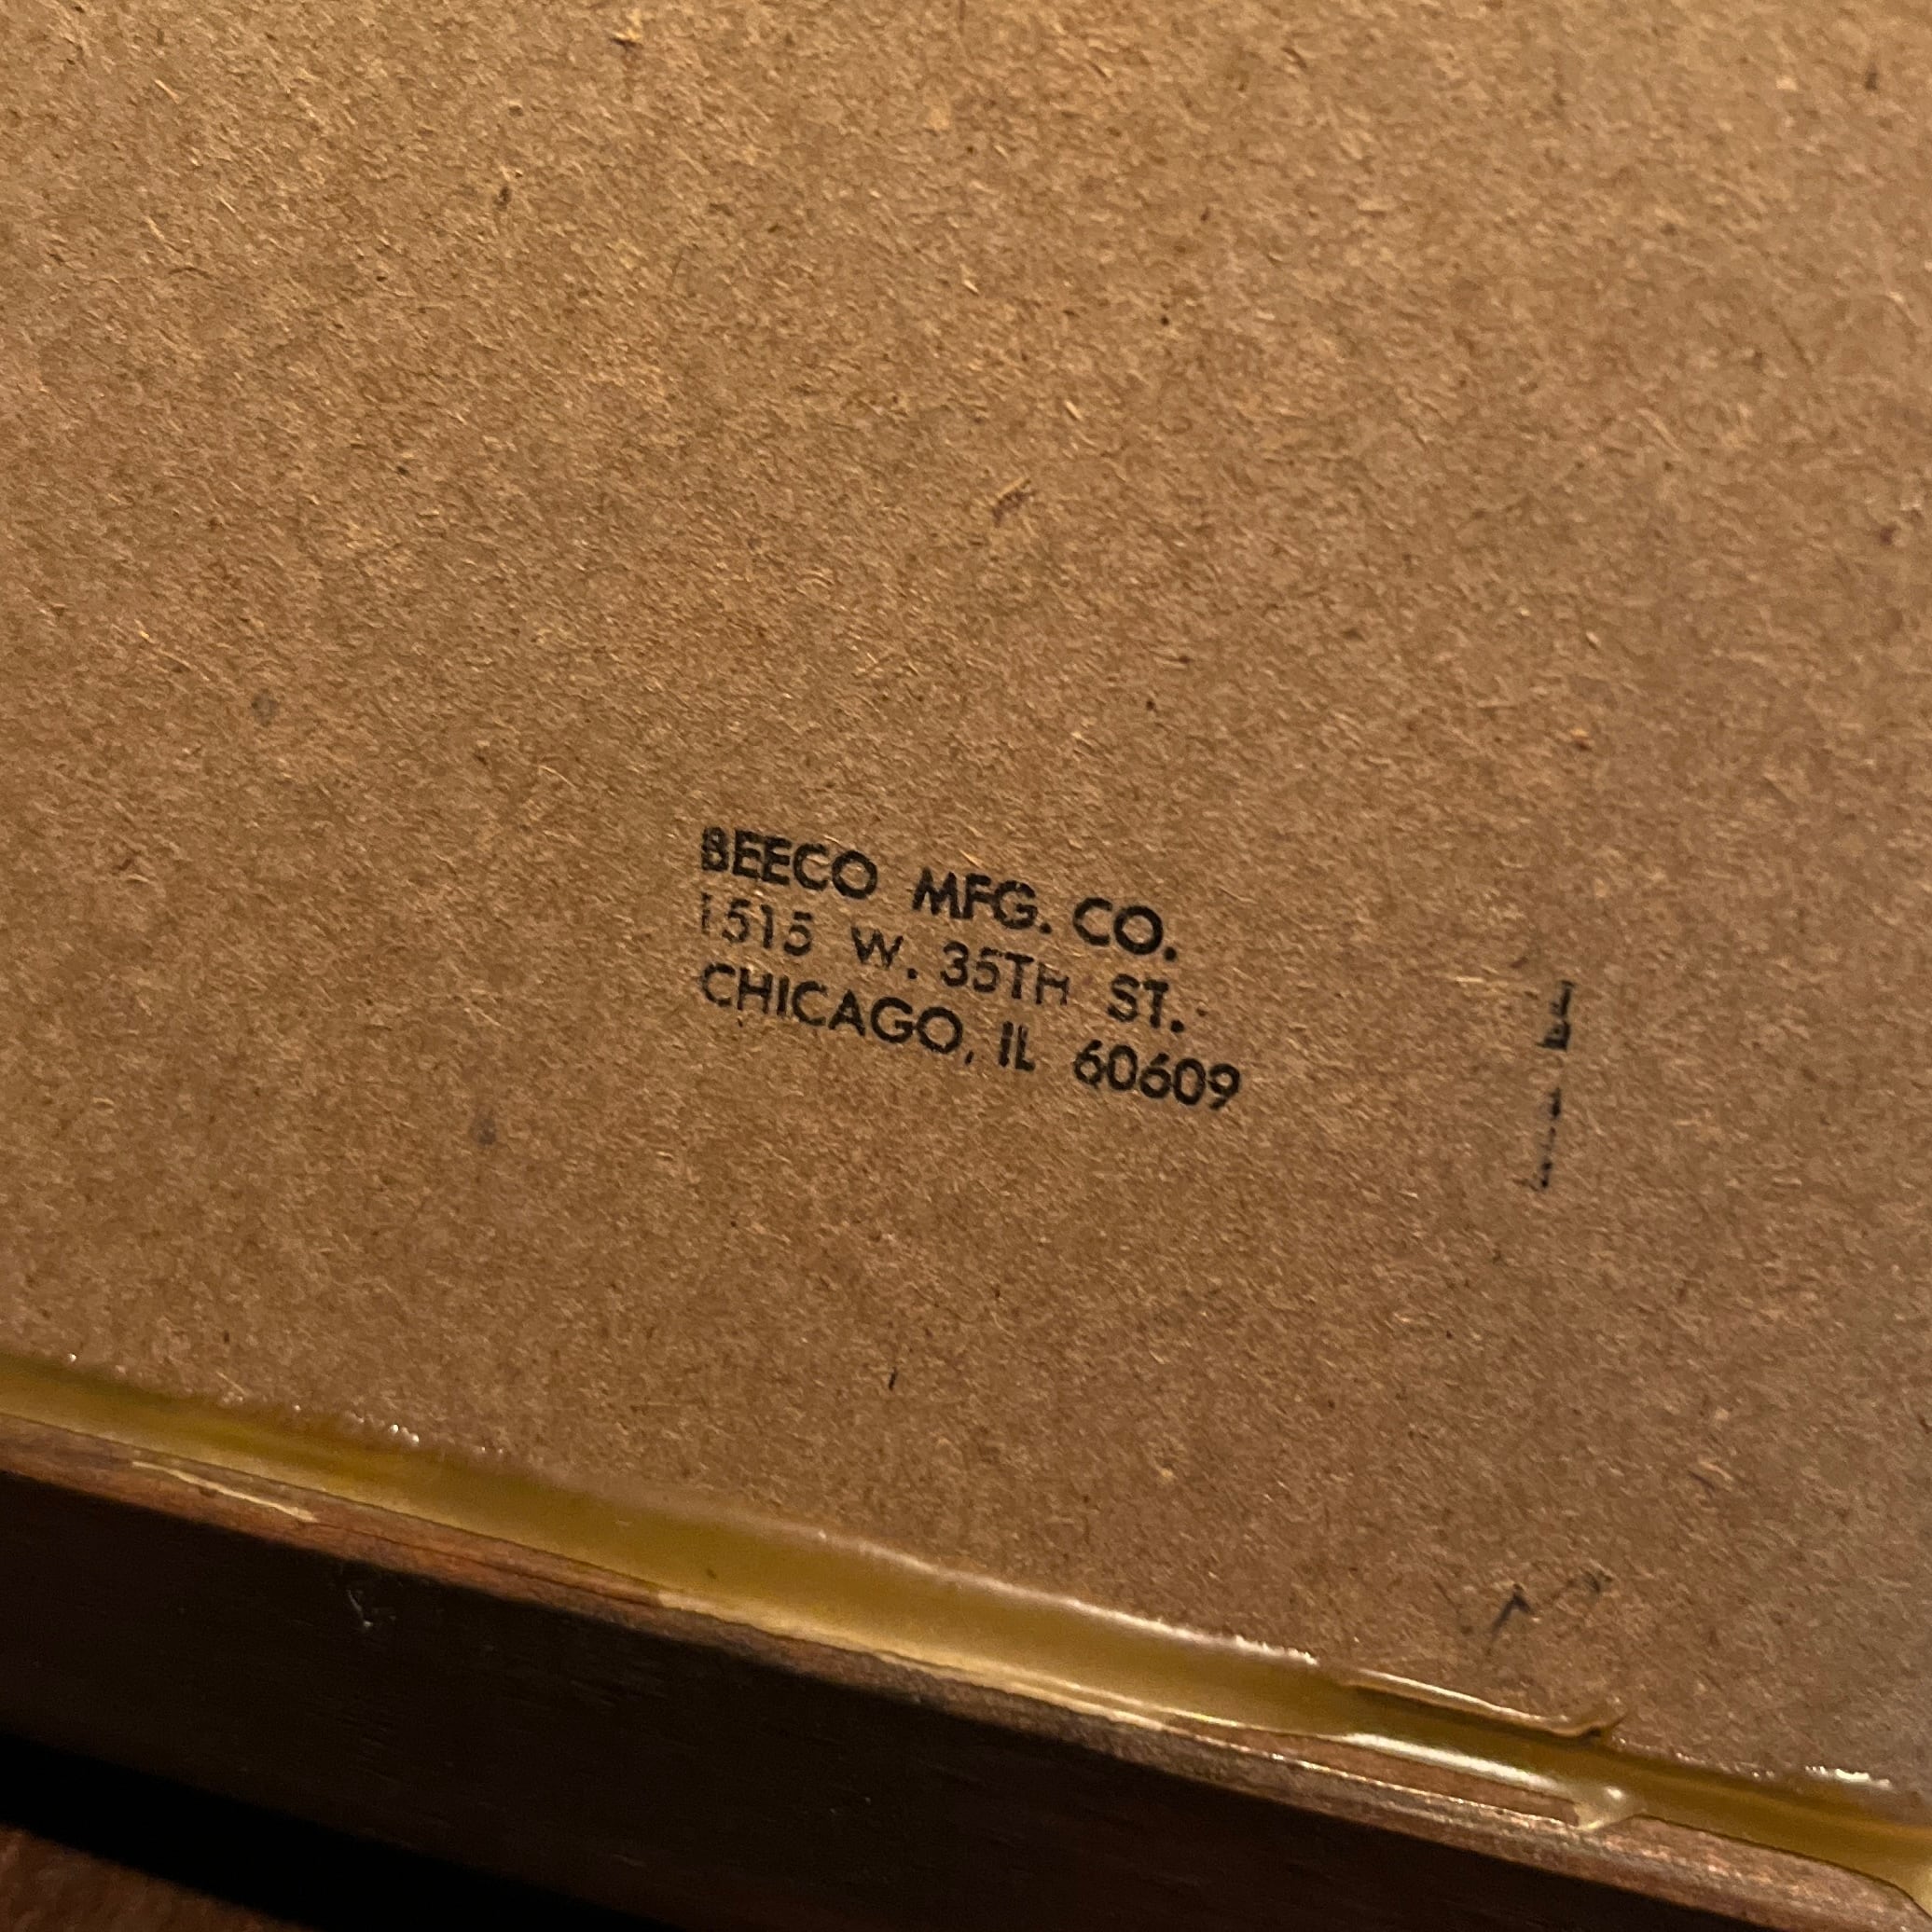 BEECO MFG. CO.
1515 W. 35TH ST.
CHICAGO, IL 60609